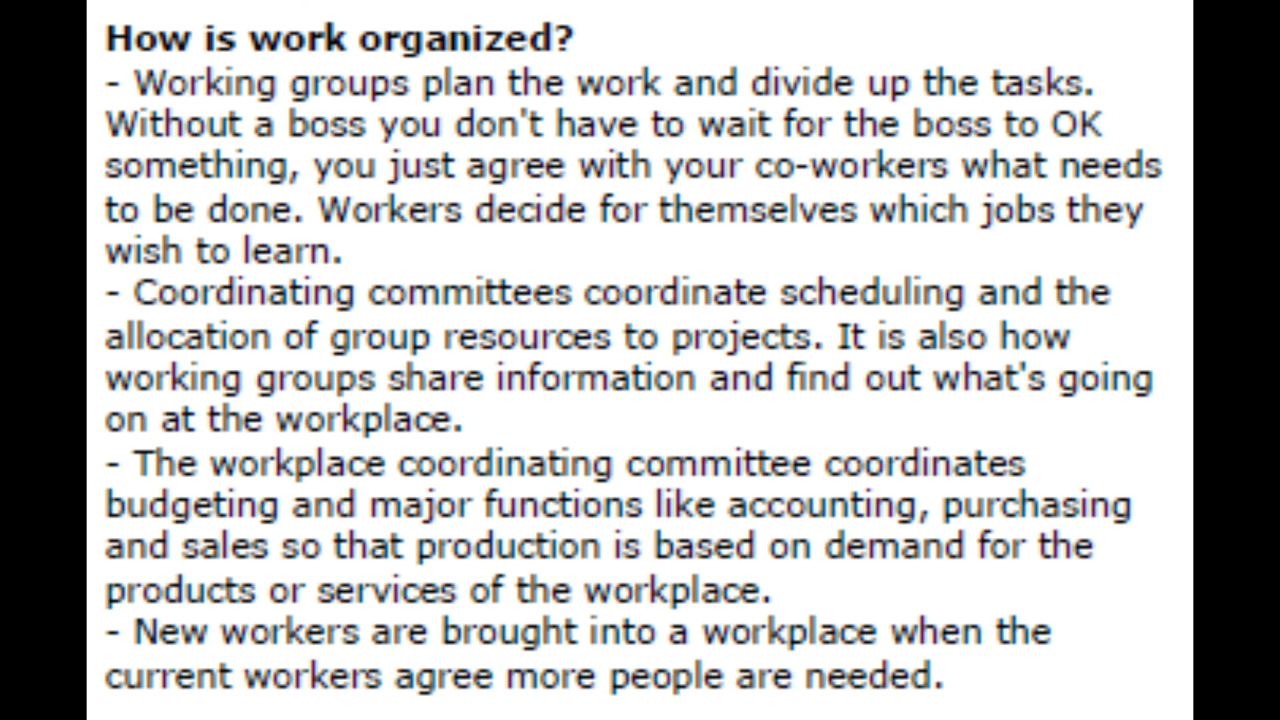 How is work organized?
- Working groups plan the work and divide up the tasks.
Without a boss you don't have to wait for the boss to OK
something, you just agree with your co-workers what needs
to be done. Workers decide for themselves which jobs they
wish to learn.
- Coordinating committees coordinate scheduling and the
allocation of group resources to projects. It is also how
working groups share information and find out what's going
on at the workplace.
- The workplace coordinating committee coordinates
budgeting and major functions like accounting, purchasing
and sales so that production is based on demand for the
products or services of the workplace.
- New workers are brought into a workplace when the
current workers agree more people are needed.